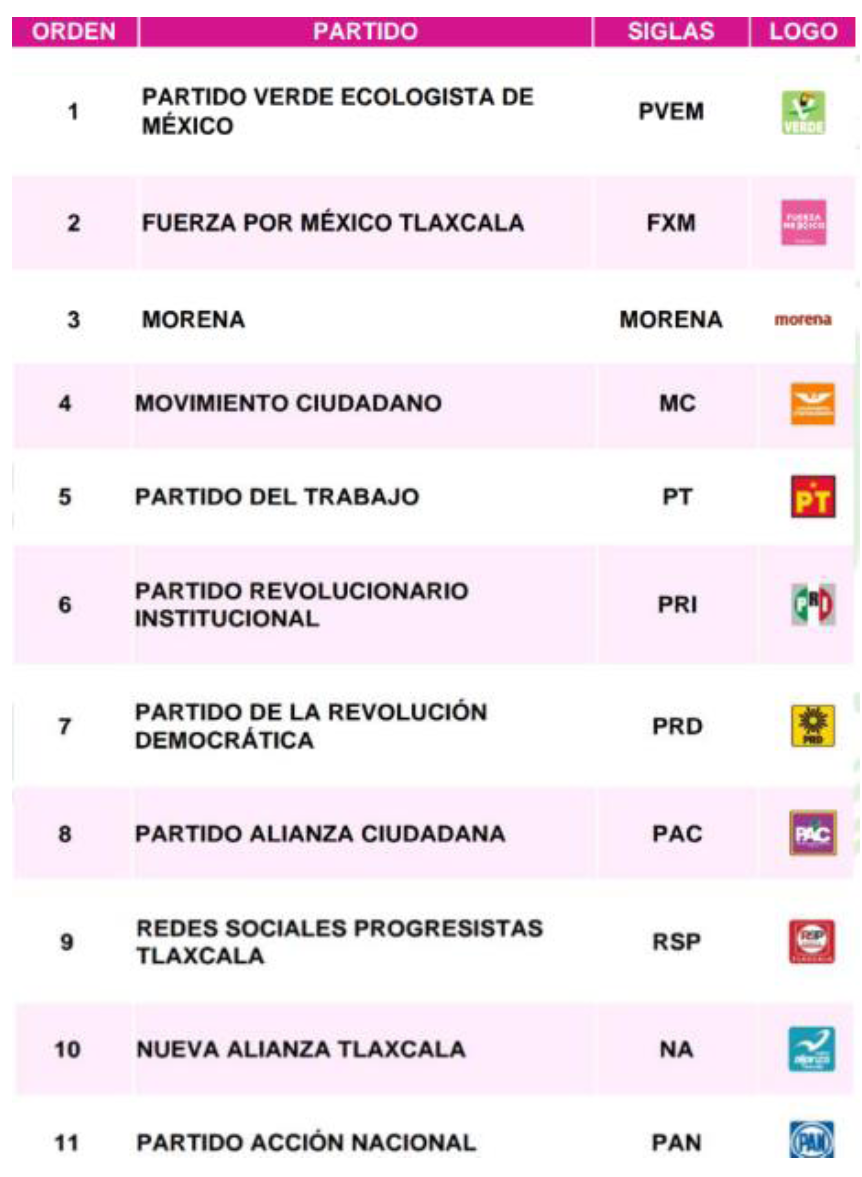 ORDEN PARTIDO SIGLAS LOGO
1 PARTIDO VERDE ECOLOGISTA DE MÉXICO PVEM VERDE
2 FUERZA POR MÉXICO TLAXCALA FXM FUERZA MÉXICO
3 MORENA MORENA morena
4 MOVIMIENTO CIUDADANO MC
5 PARTIDO DEL TRABAJO PT PT
6 PARTIDO REVOLUCIONARIO INSTITUCIONAL PRI PRI
7 PARTIDO DE LA REVOLUCIÓN DEMOCRÁTICA PRD PRD
8 PARTIDO ALIANZA CIUDADANA PAC PAC
9 REDES SOCIALES PROGRESISTAS TLAXCALA RSP RSP
10 NUEVA ALIANZA TLAXCALA NA alianza
11 PARTIDO ACCIÓN NACIONAL PAN PAN